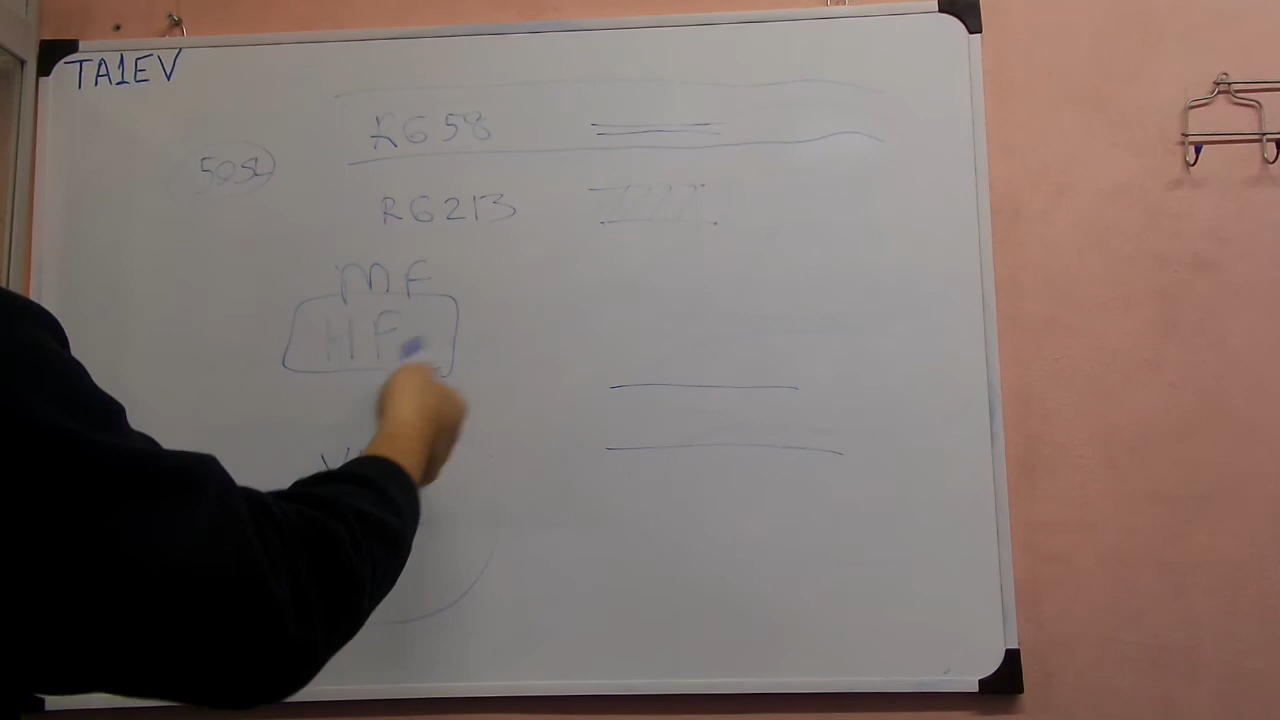 TA1EV
RG58
50Ω
RG213
MF
HF
V